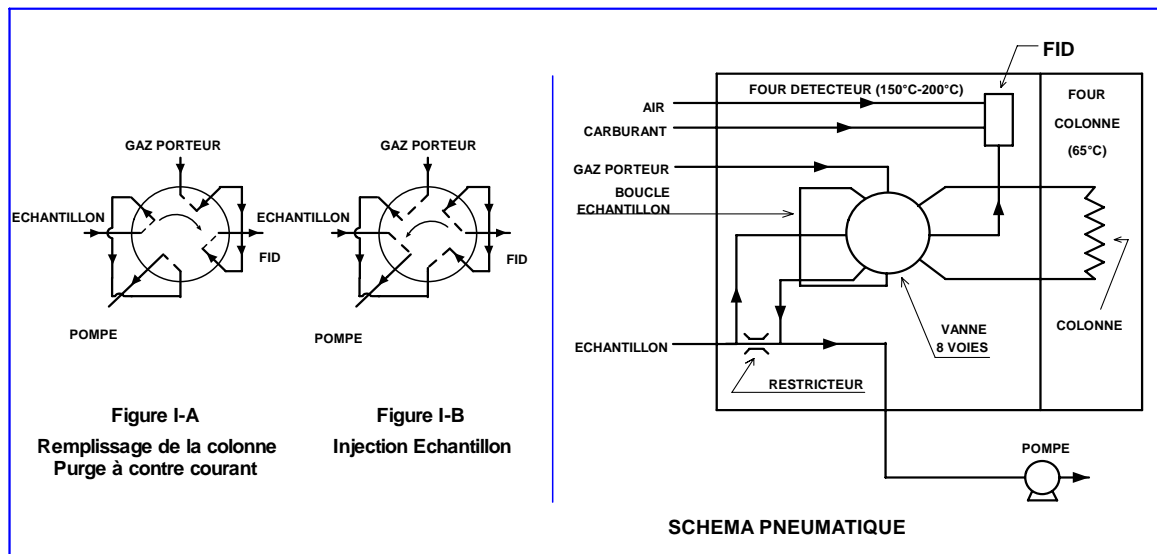 GAZ PORTEUR
ECHANTILLON
FID
POMPE
Figure I-A
Remplissage de la colonne
Purge à contre courant
GAZ PORTEUR
ECHANTILLON
FID
POMPE
Figure I-B
Injection Echantillon
FID
FOUR DETECTEUR (150°C-200°C)
FOUR
COLONNE
(65°C)
AIR
CARBURANT
GAZ PORTEUR
BOUCLE
ECHANTILLON
ECHANTILLON
RESTRICTEUR
VANNE
8 VOIES
COLONNE
POMPE
SCHEMA PNEUMATIQUE